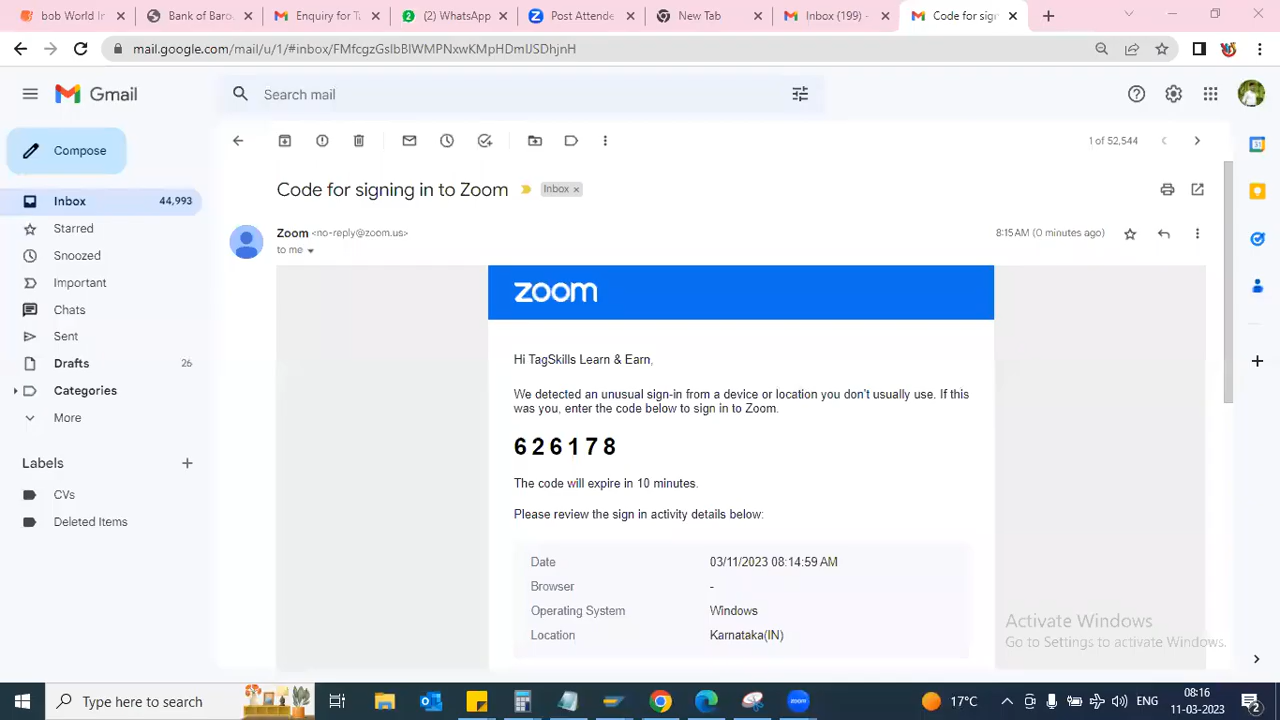 bob World In
Bank of Baro
Enquiry for T
(2) WhatsApp
Post Attende
New Tab
Inbox (199) -
Code for sign
mail.google.com/mail/u/1/#inbox/FMfcgzGslbBlWMPNxwKMpHDmlJSDhjnH
Gmail
Search mail
Compose
1 of 52,544
Code for signing in to Zoom
Inbox ×
Inbox 44,993
Starred
Zoom <no-reply@zoom.us>
8:15 AM (0 minutes ago)
to me
Snoozed
Important
Chats
Sent
Drafts 26
Categories
More
Labels
CVs
Deleted Items
zoom
Hi TagSkills Learn & Earn,
We detected an unusual sign-in from a device or location you don't usually use. If this
was you, enter the code below to sign in to Zoom.
626178
The code will expire in 10 minutes.
Please review the sign in activity details below:
Date 03/11/2023 08:14:59 AM
Browser -
Operating System Windows
Location Karnataka(IN)
Activate Windows
Go to Settings to activate Windows.
Type here to search
zoom
17°C
ENG
08:16
11-03-2023
2